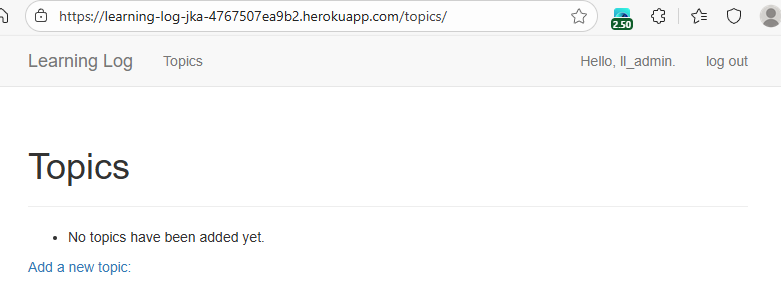 https://learning-log-jka-4767507ea9b2.herokuapp.com/topics/
2.50
Learning Log Topics Hello, ll_admin. log out
Topics
No topics have been added yet.
Add a new topic: